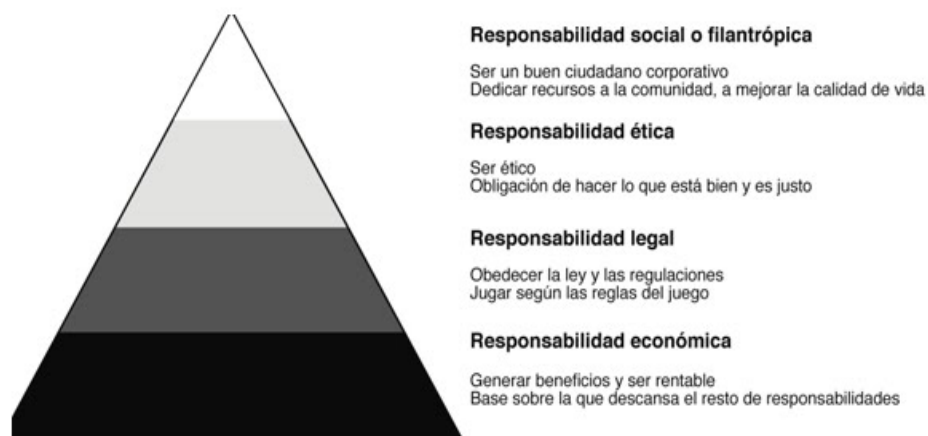 Responsabilidad social o filantrópica
Ser un buen ciudadano corporativo
Dedicar recursos a la comunidad, a mejorar la calidad de vida
Responsabilidad ética
Ser ético
Obligación de hacer lo que está bien y es justo
Responsabilidad legal
Obedecer la ley y las regulaciones
Jugar según las reglas del juego
Responsabilidad económica
Generar beneficios y ser rentable
Base sobre la que descansa el resto de responsabilidades